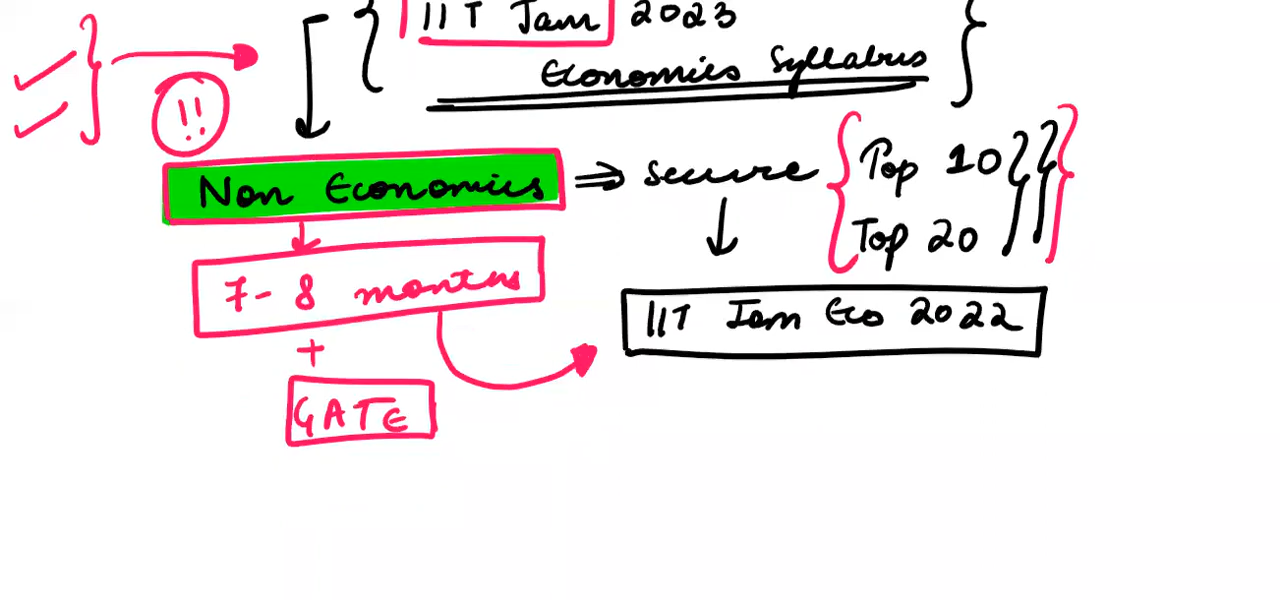 IIT Jam 2023
Economics Syllabus
!!
Non Economics ⇒ secure { Top 10 }
Top 20
7-8 months
IIT Jam Eco 2022
+
GATE